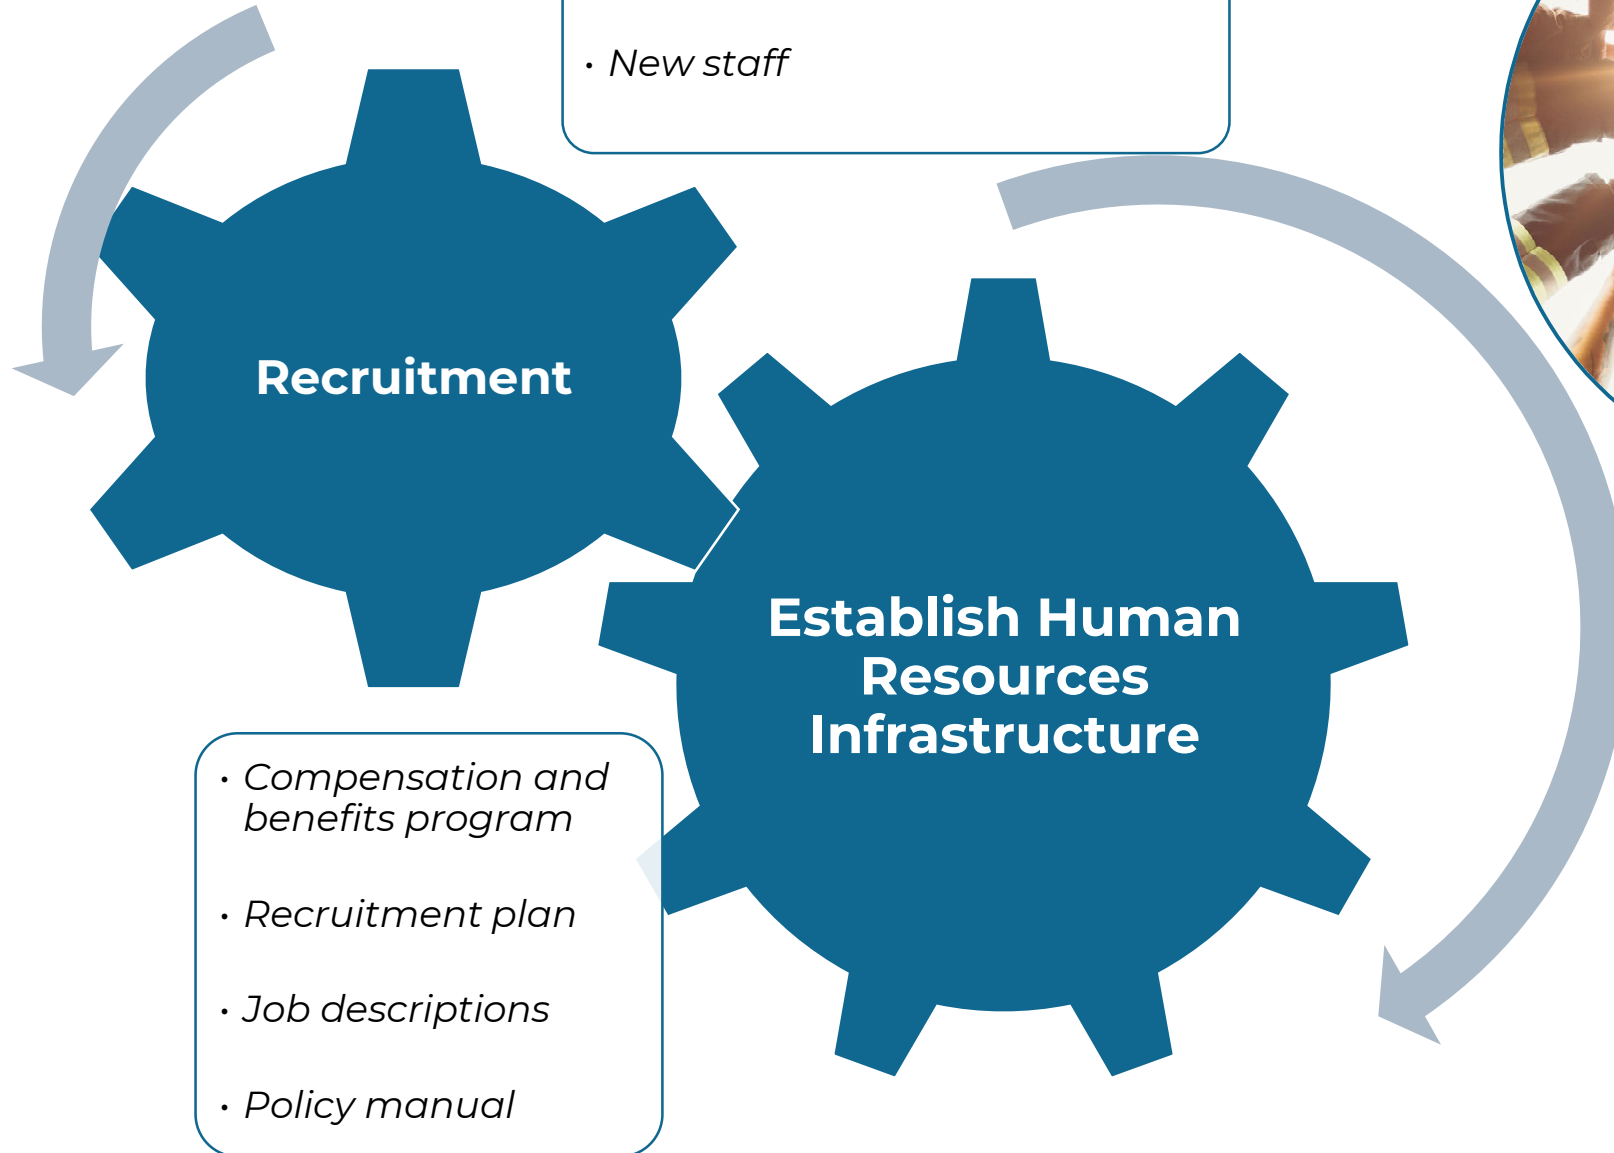 • New staff
Recruitment
Establish Human
Resources
Infrastructure
• Compensation and
benefits program
• Recruitment plan
• Job descriptions
• Policy manual